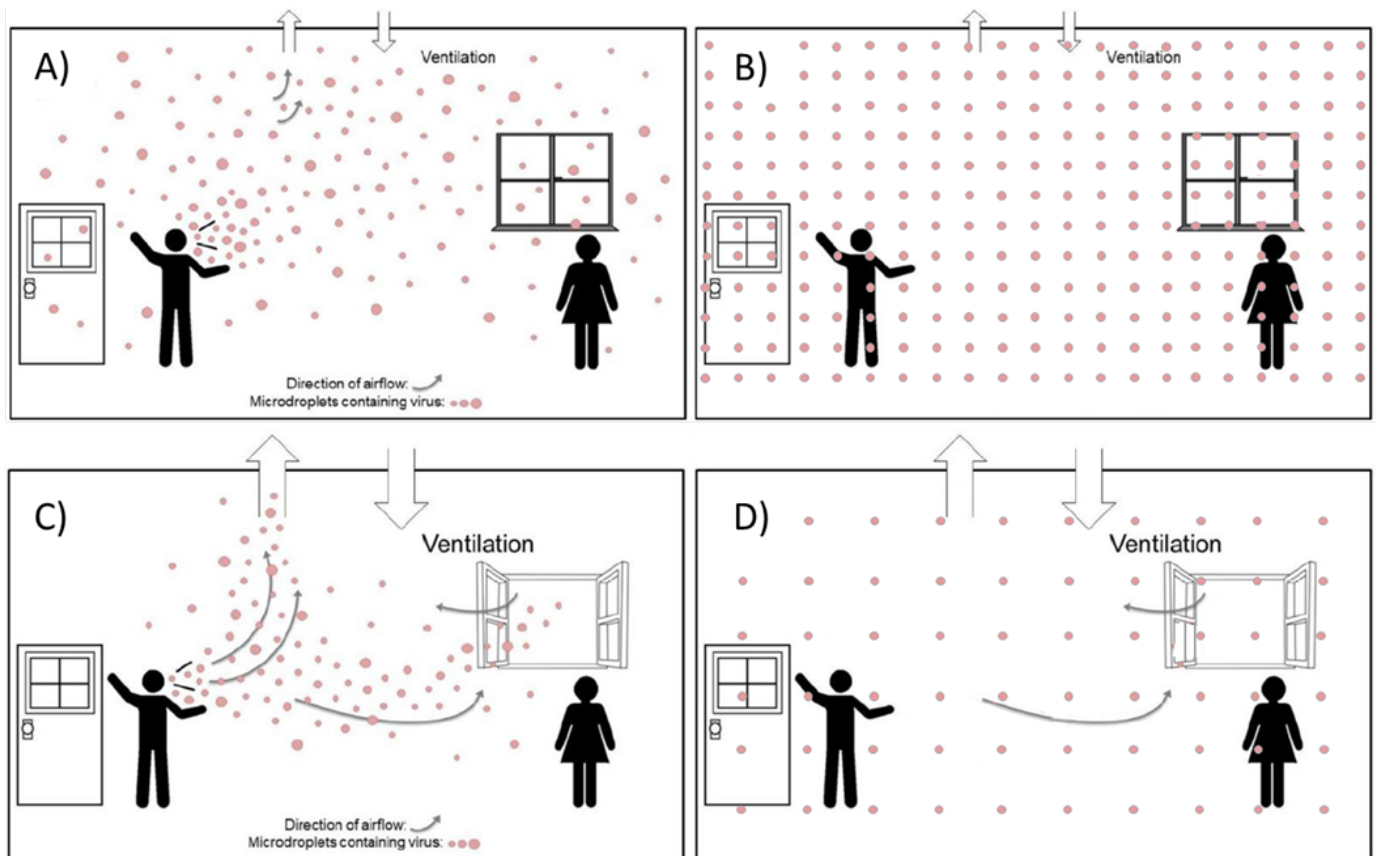 A)
Ventilation
Direction of airflow:
Microdroplets containing virus:
B)
Ventilation
C)
Ventilation
Direction of airflow:
Microdroplets containing virus:
D)
Ventilation